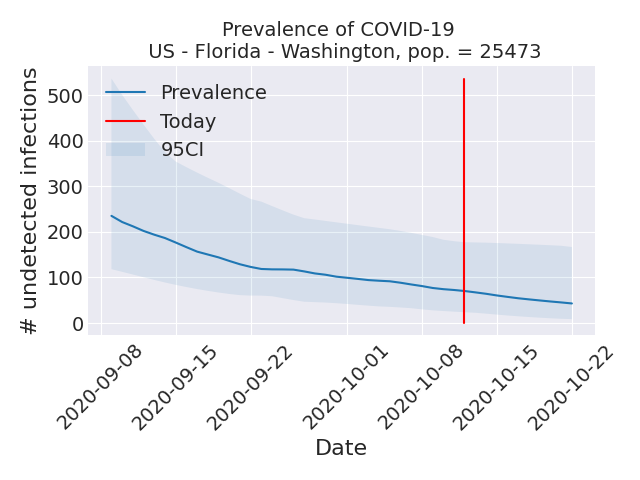 Prevalence of COVID-19
US - Florida - Washington, pop. = 25473
# undetected infections
500
400
300
200
100
0
Prevalence
Today
95CI
2020-09-08
2020-09-15
2020-09-22
2020-10-01
2020-10-08
2020-10-15
2020-10-22
Date